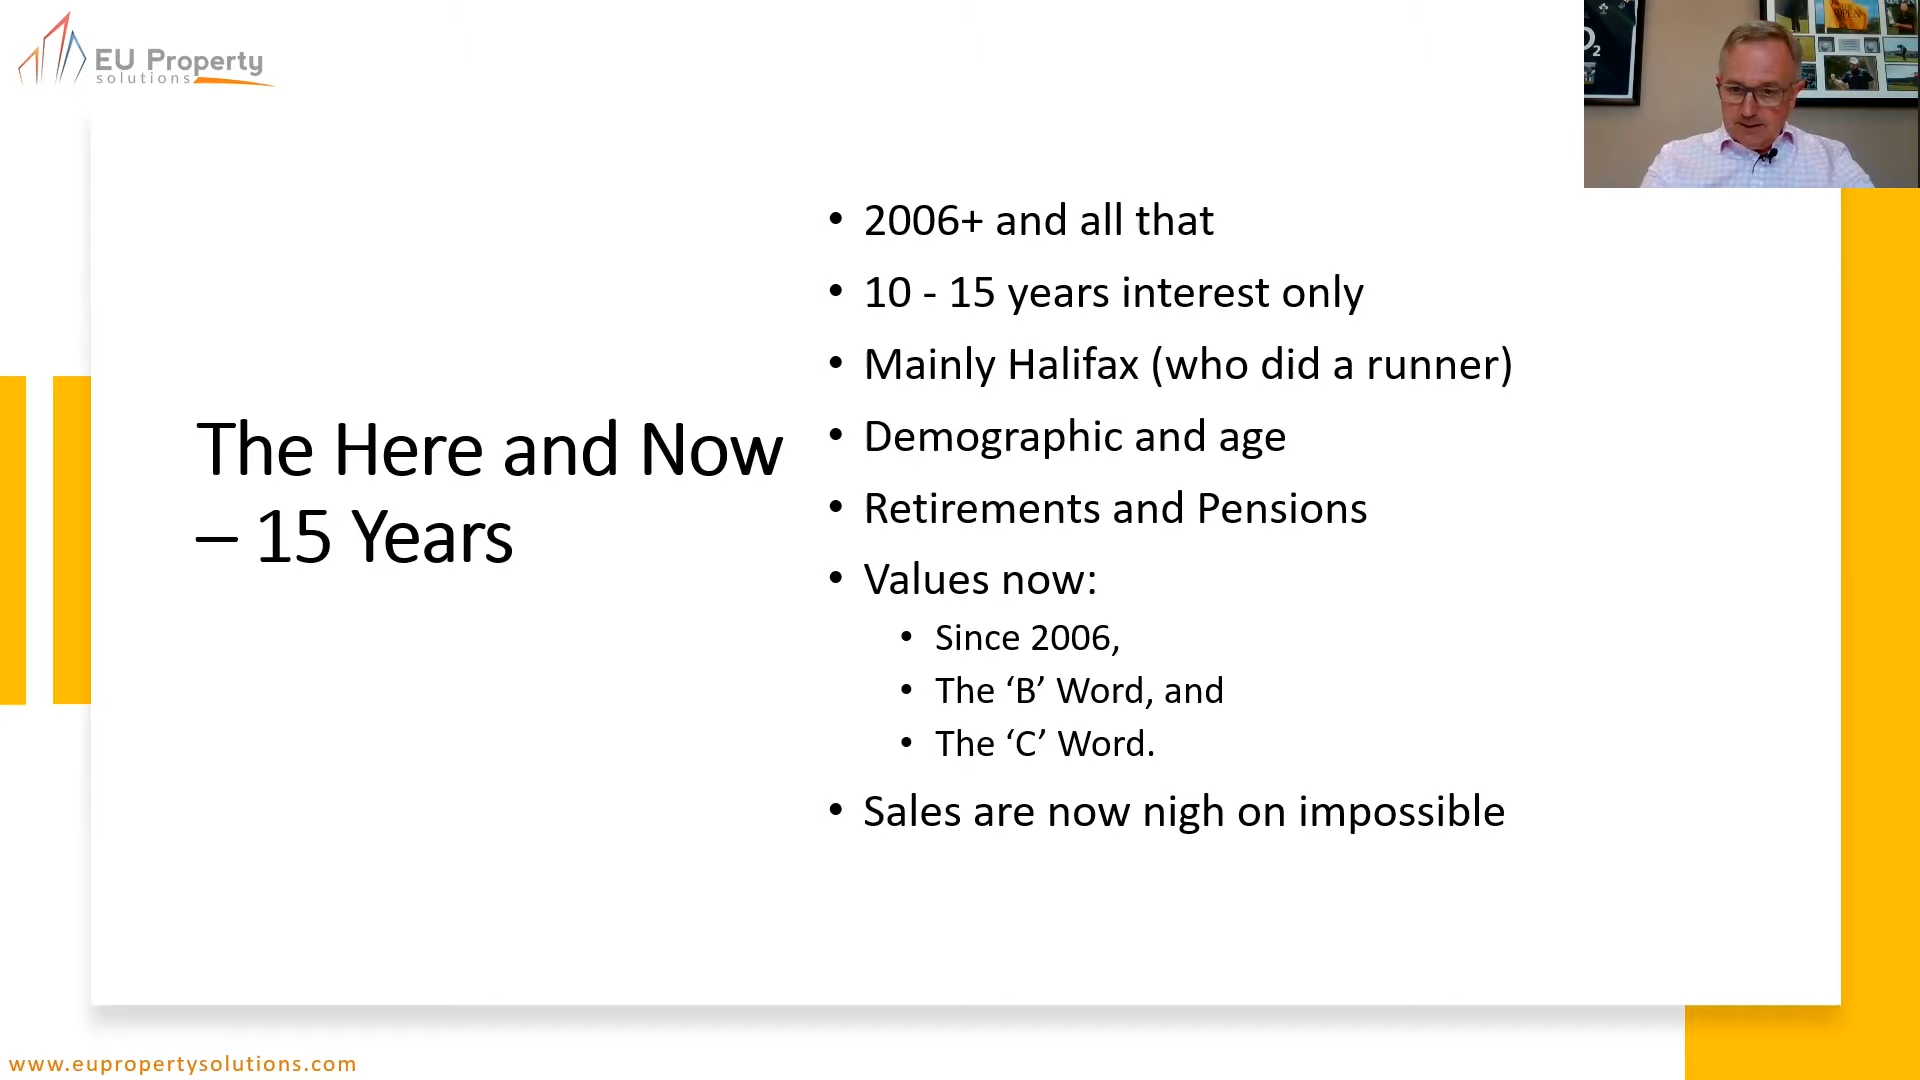 EU Property
solutions
2006+ and all that
10 - 15 years interest only
Mainly Halifax (who did a runner)
Demographic and age
The Here and Now
– 15 Years
Retirements and Pensions
Values now:
Since 2006,
The ‘B’ Word, and
The ‘C’ Word.
Sales are now nigh on impossible
www.eupropertysolutions.com